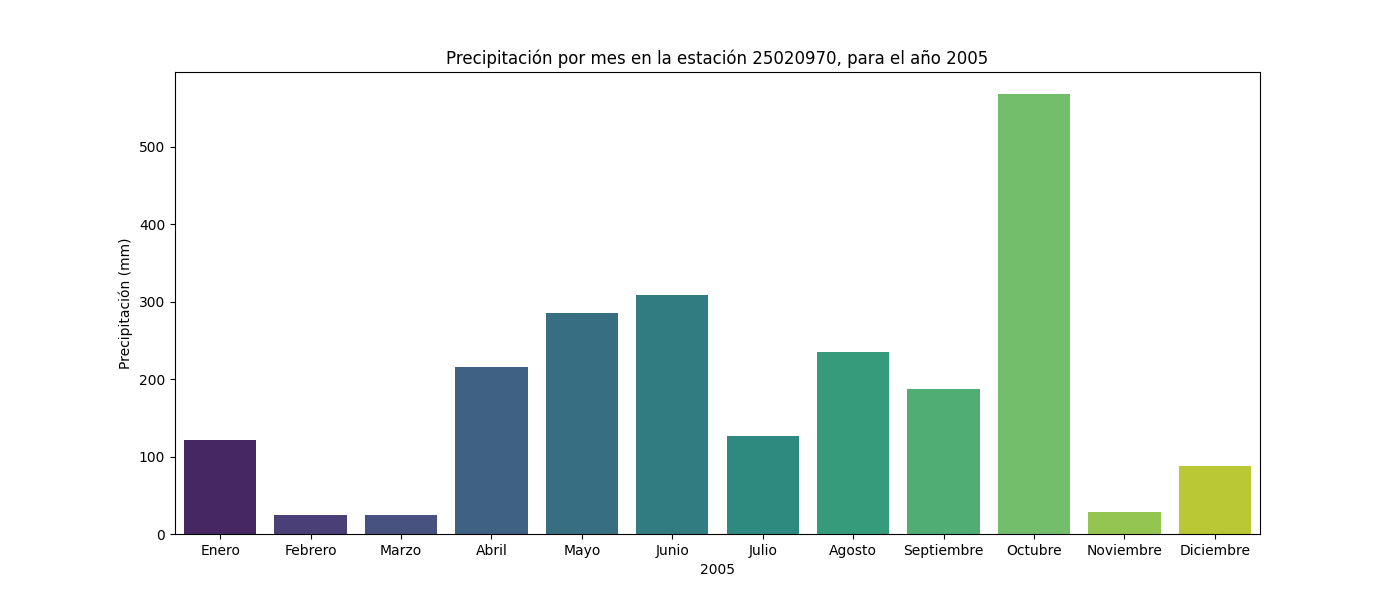 Precipitación por mes en la estación 25020970, para el año 2005
Precipitación (mm)
500
400
300
200
100
0
Enero Febrero Marzo Abril Mayo Junio Julio Agosto Septiembre Octubre Noviembre Diciembre
2005